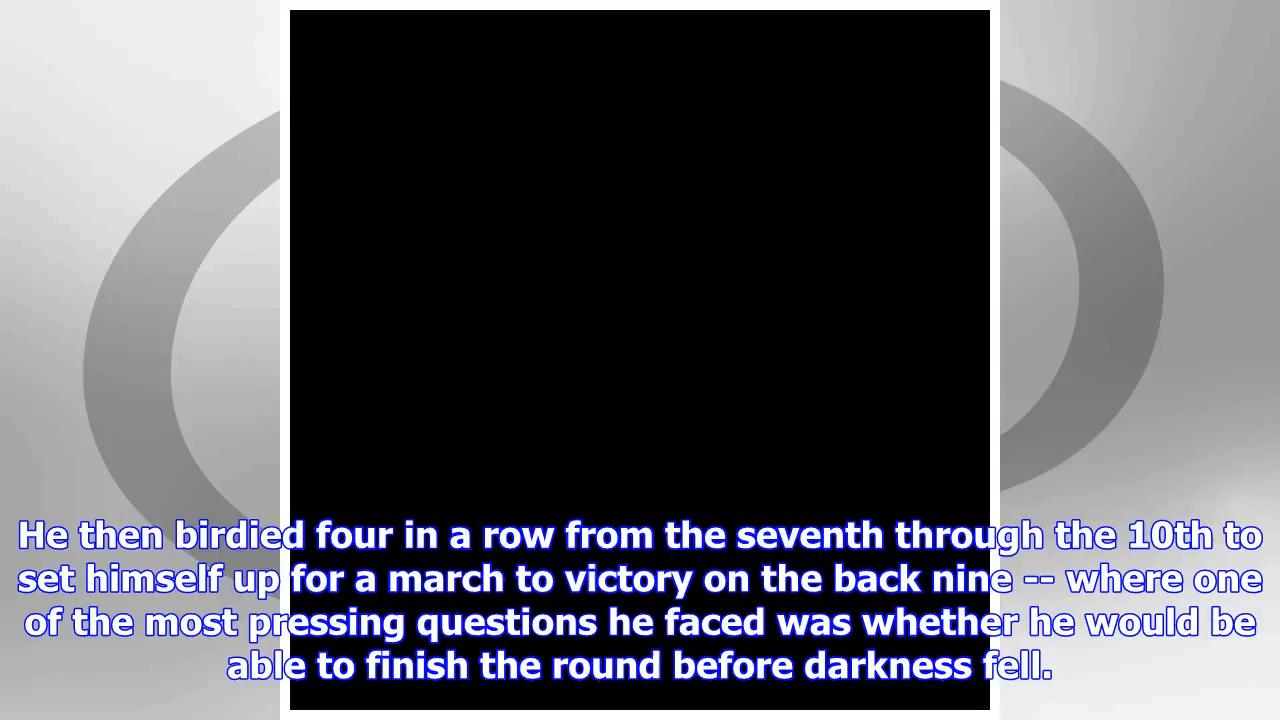 He then birdied four in a row from the seventh through the 10th to
set himself up for a march to victory on the back nine -- where one
of the most pressing questions he faced was whether he would be
able to finish the round before darkness fell.